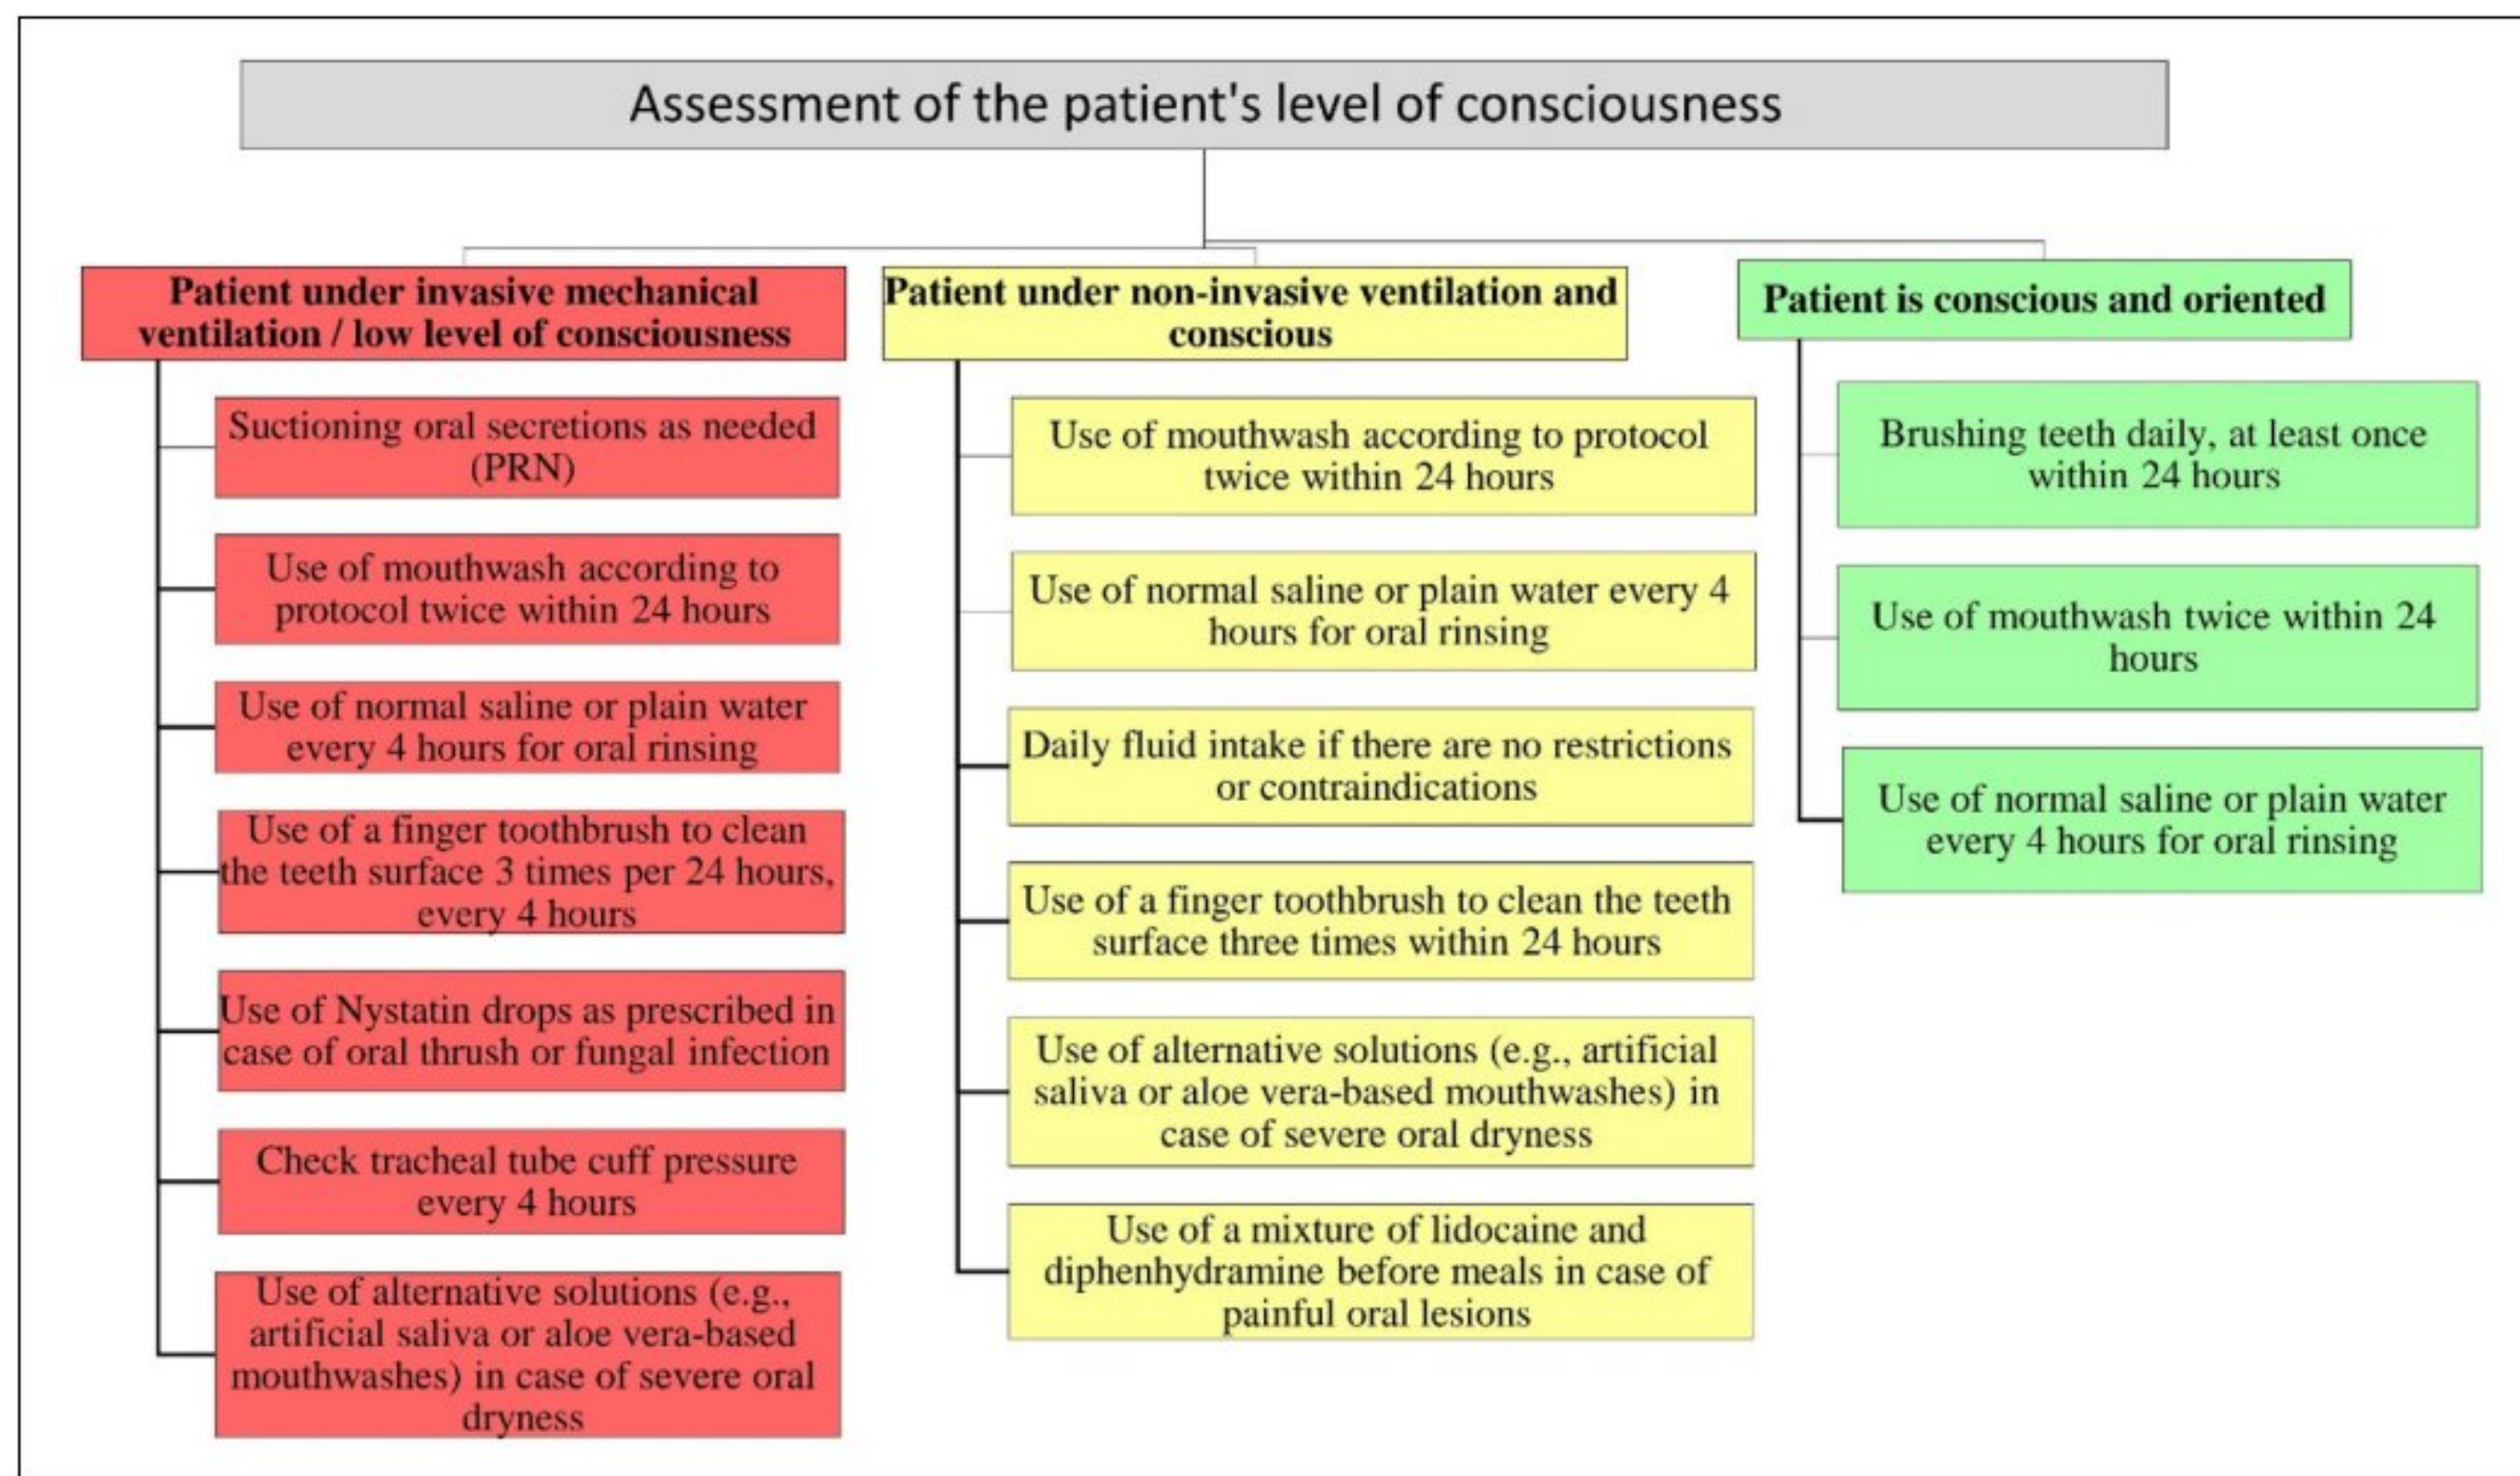 Assessment of the patient's level of consciousness
Patient under invasive mechanical
ventilation / low level of consciousness
Suctioning oral secretions as needed
(PRN)
Use of mouthwash according to
protocol twice within 24 hours
Use of normal saline or plain water
every 4 hours for oral rinsing
Use of a finger toothbrush to clean
the teeth surface 3 times per 24 hours,
every 4 hours
Use of Nystatin drops as prescribed in
case of oral thrush or fungal infection
Check tracheal tube cuff pressure
every 4 hours
Use of alternative solutions (e.g.,
artificial saliva or aloe vera-based
mouthwashes) in case of severe oral
dryness
Patient under non-invasive ventilation and
conscious
Use of mouthwash according to protocol
twice within 24 hours
Use of normal saline or plain water every 4
hours for oral rinsing
Daily fluid intake if there are no restrictions
or contraindications
Use of a finger toothbrush to clean the teeth
surface three times within 24 hours
Use of alternative solutions (e.g., artificial
saliva or aloe vera-based mouthwashes) in
case of severe oral dryness
Use of a mixture of lidocaine and
diphenhydramine before meals in case of
painful oral lesions
Patient is conscious and oriented
Brushing teeth daily, at least once
within 24 hours
Use of mouthwash twice within 24
hours
Use of normal saline or plain water
every 4 hours for oral rinsing